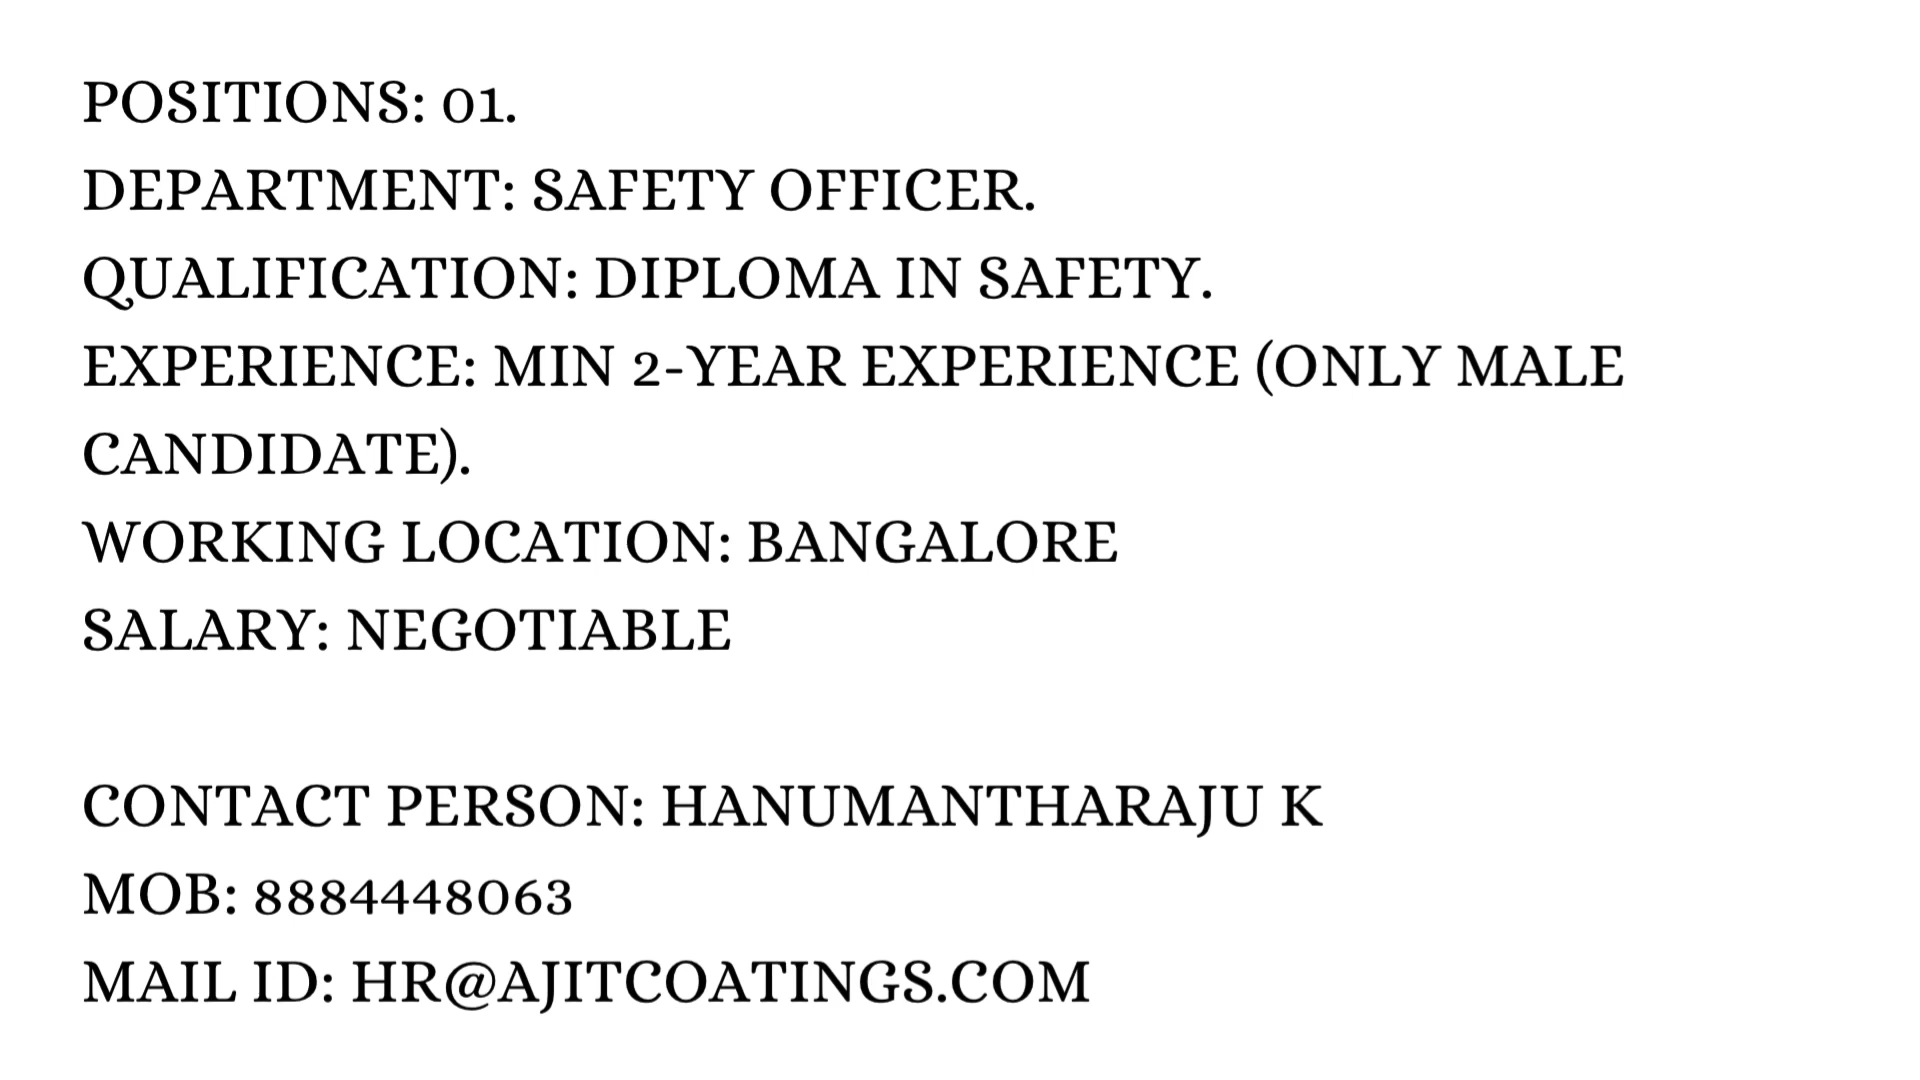 POSITIONS: 01.
DEPARTMENT: SAFETY OFFICER.
QUALIFICATION: DIPLOMA IN SAFETY.
EXPERIENCE: MIN 2-YEAR EXPERIENCE (ONLY MALE
CANDIDATE).
WORKING LOCATION: BANGALORE
SALARY: NEGOTIABLE
CONTACT PERSON: HANUMANTHARAJU K
MOB: 8884448063
MAIL ID: HR@AJITCOATINGS.COM